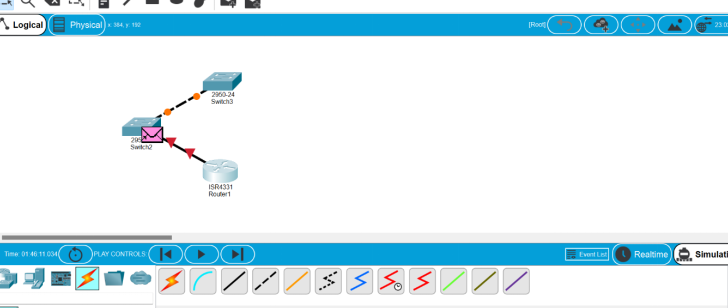 Logical
Physical
x: 384, y: 192
[Root]
2950-24
Switch3
Switch2
ISR4331
Router1
Time: 01:46:11.034
PLAY CONTROLS:
Event List
Realtime